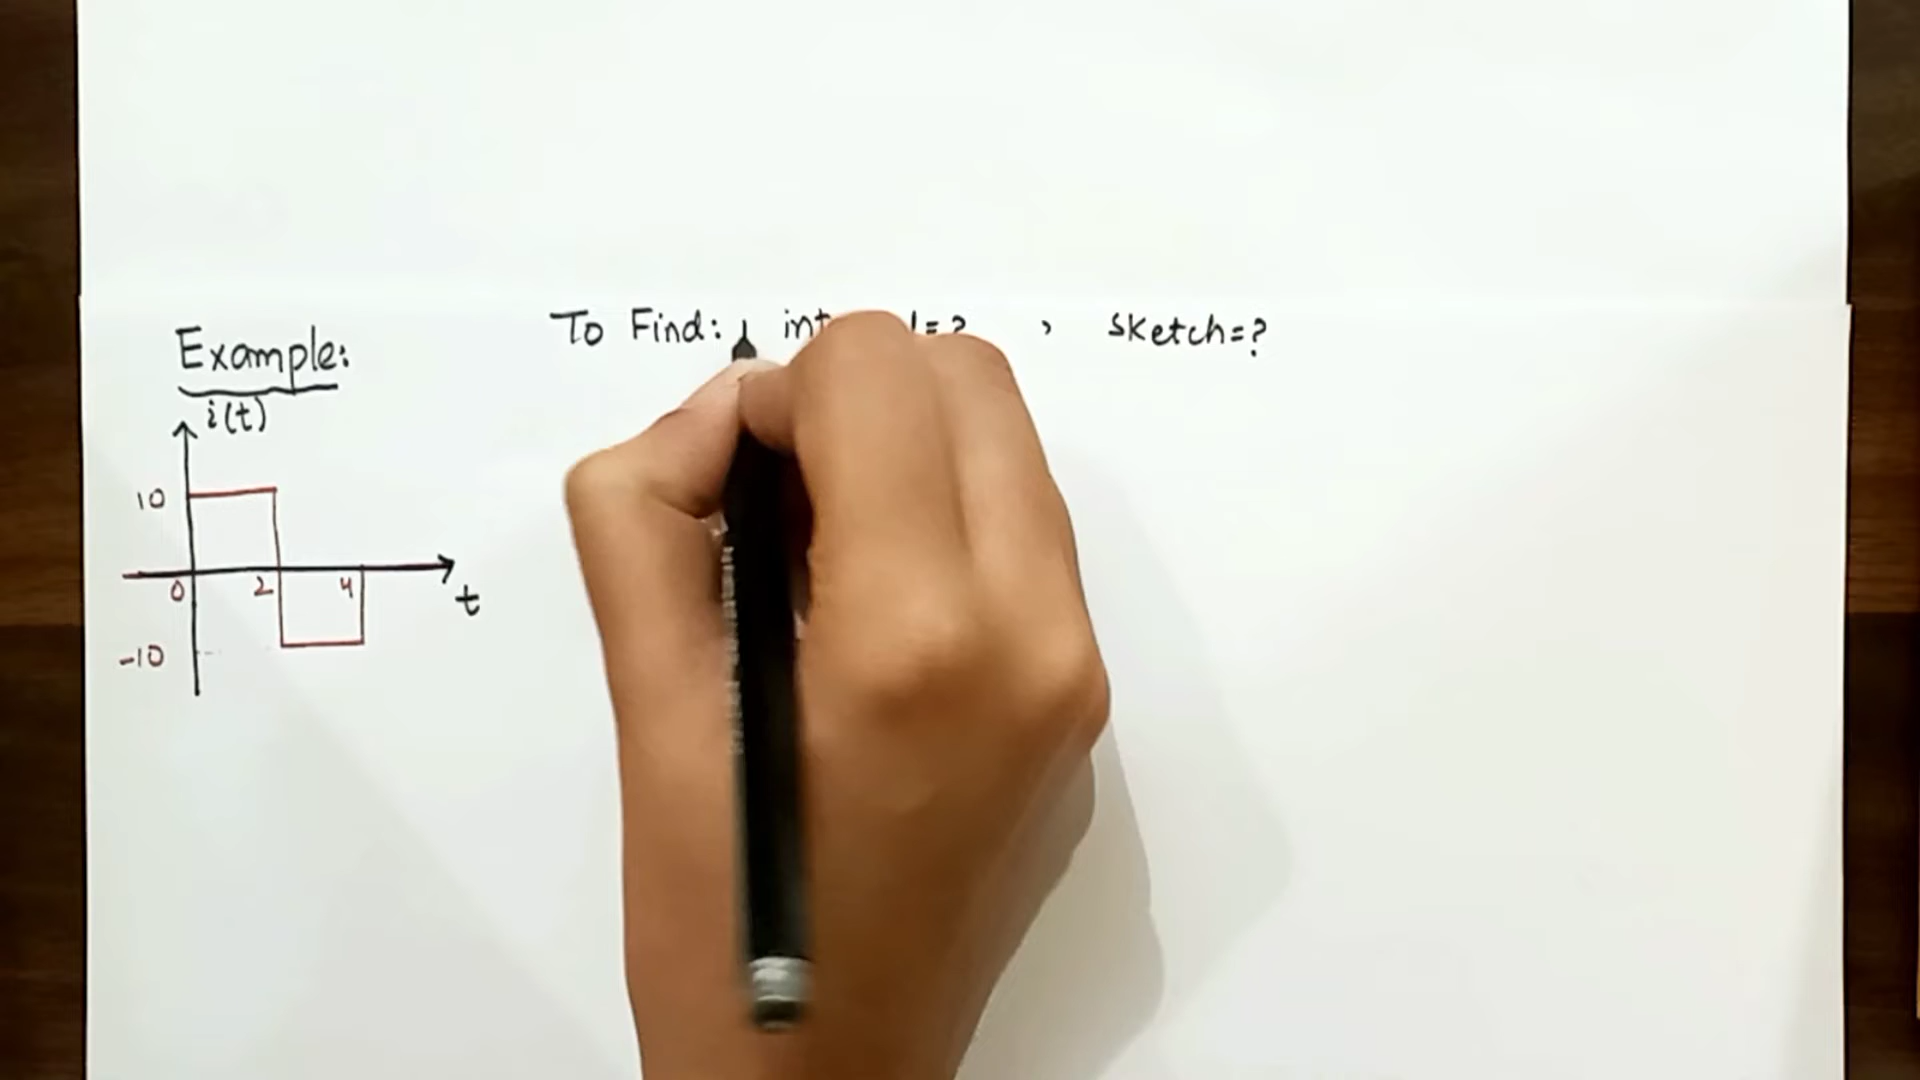 To Find: = ? , sketch=?
Example:
i(t)
10
0 2 4
t
-10